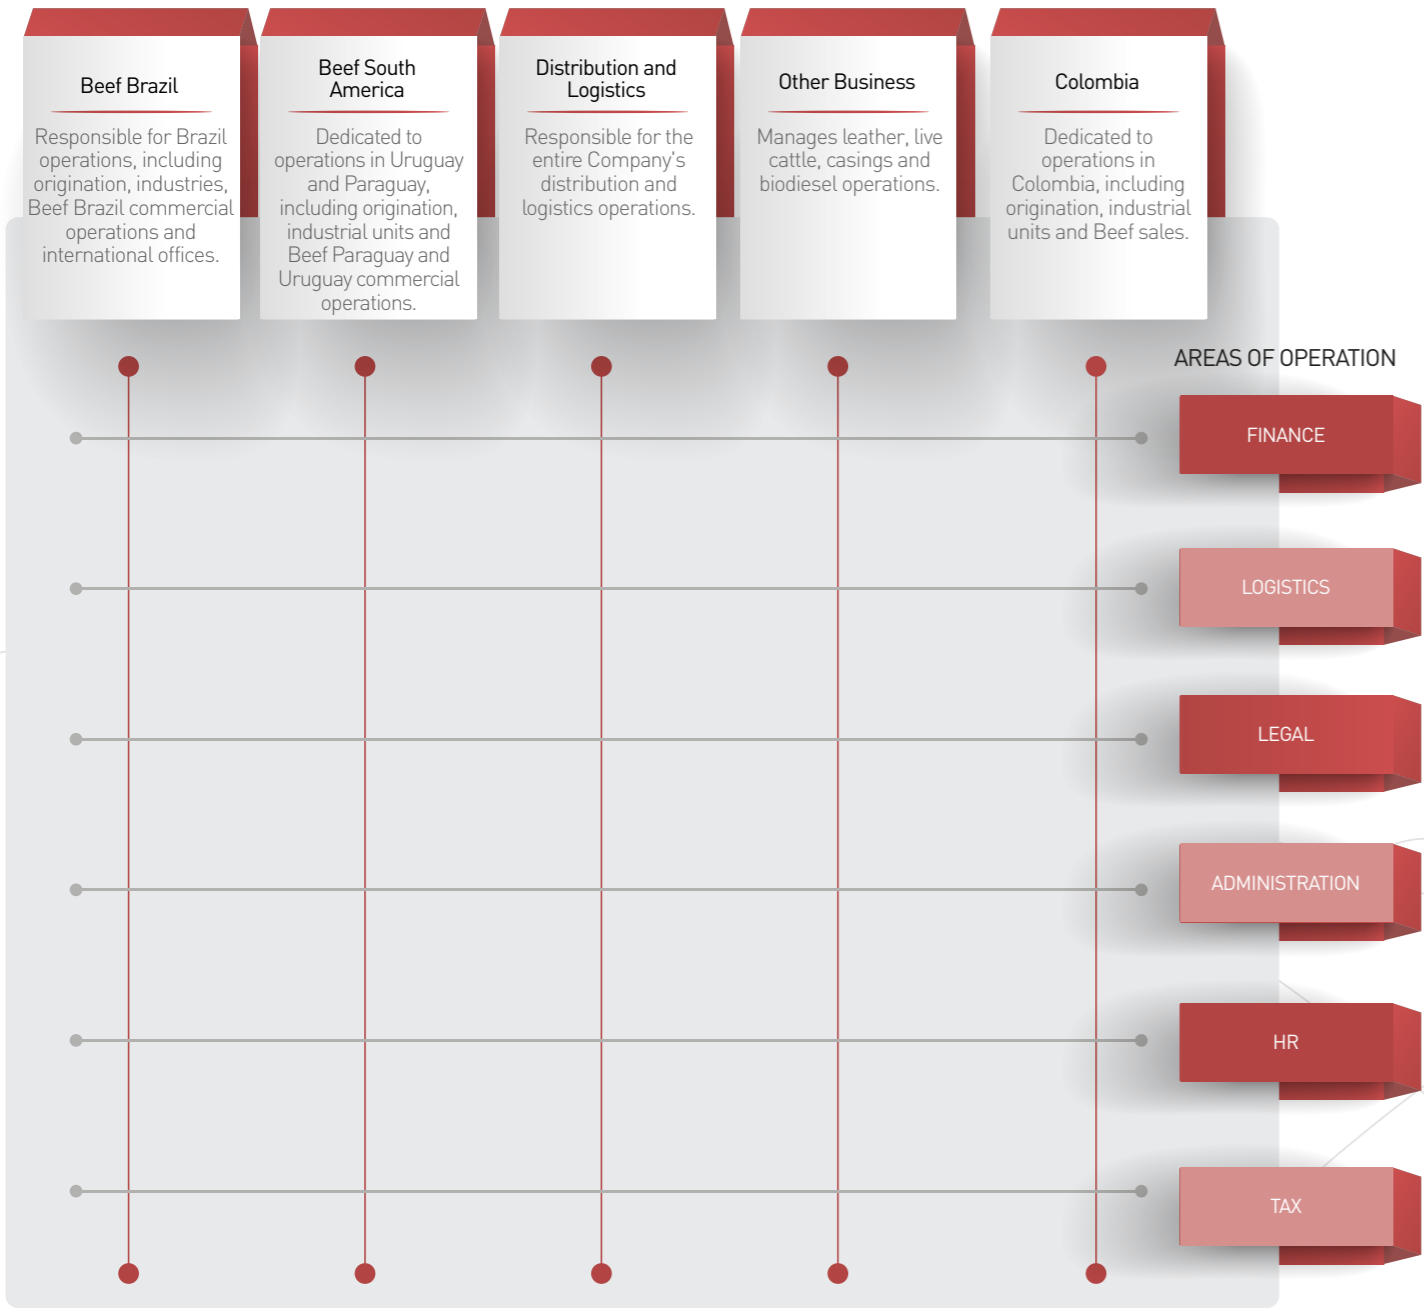 Beef Brazil
Responsible for Brazil
operations, including
origination, industries,
Beef Brazil commercial
operations and
international offices.
Beef South
America
Dedicated to
operations in Uruguay
and Paraguay,
including origination,
industrial units and
Beef Paraguay and
Uruguay commercial
operations.
Distribution and
Logistics
Responsible for the
entire Company's
distribution and
logistics operations.
Other Business
Manages leather, live
cattle, casings and
biodiesel operations.
Colombia
Dedicated to
operations in
Colombia, including
origination, industrial
units and Beef sales.
AREAS OF OPERATION
FINANCE
LOGISTICS
LEGAL
ADMINISTRATION
HR
TAX